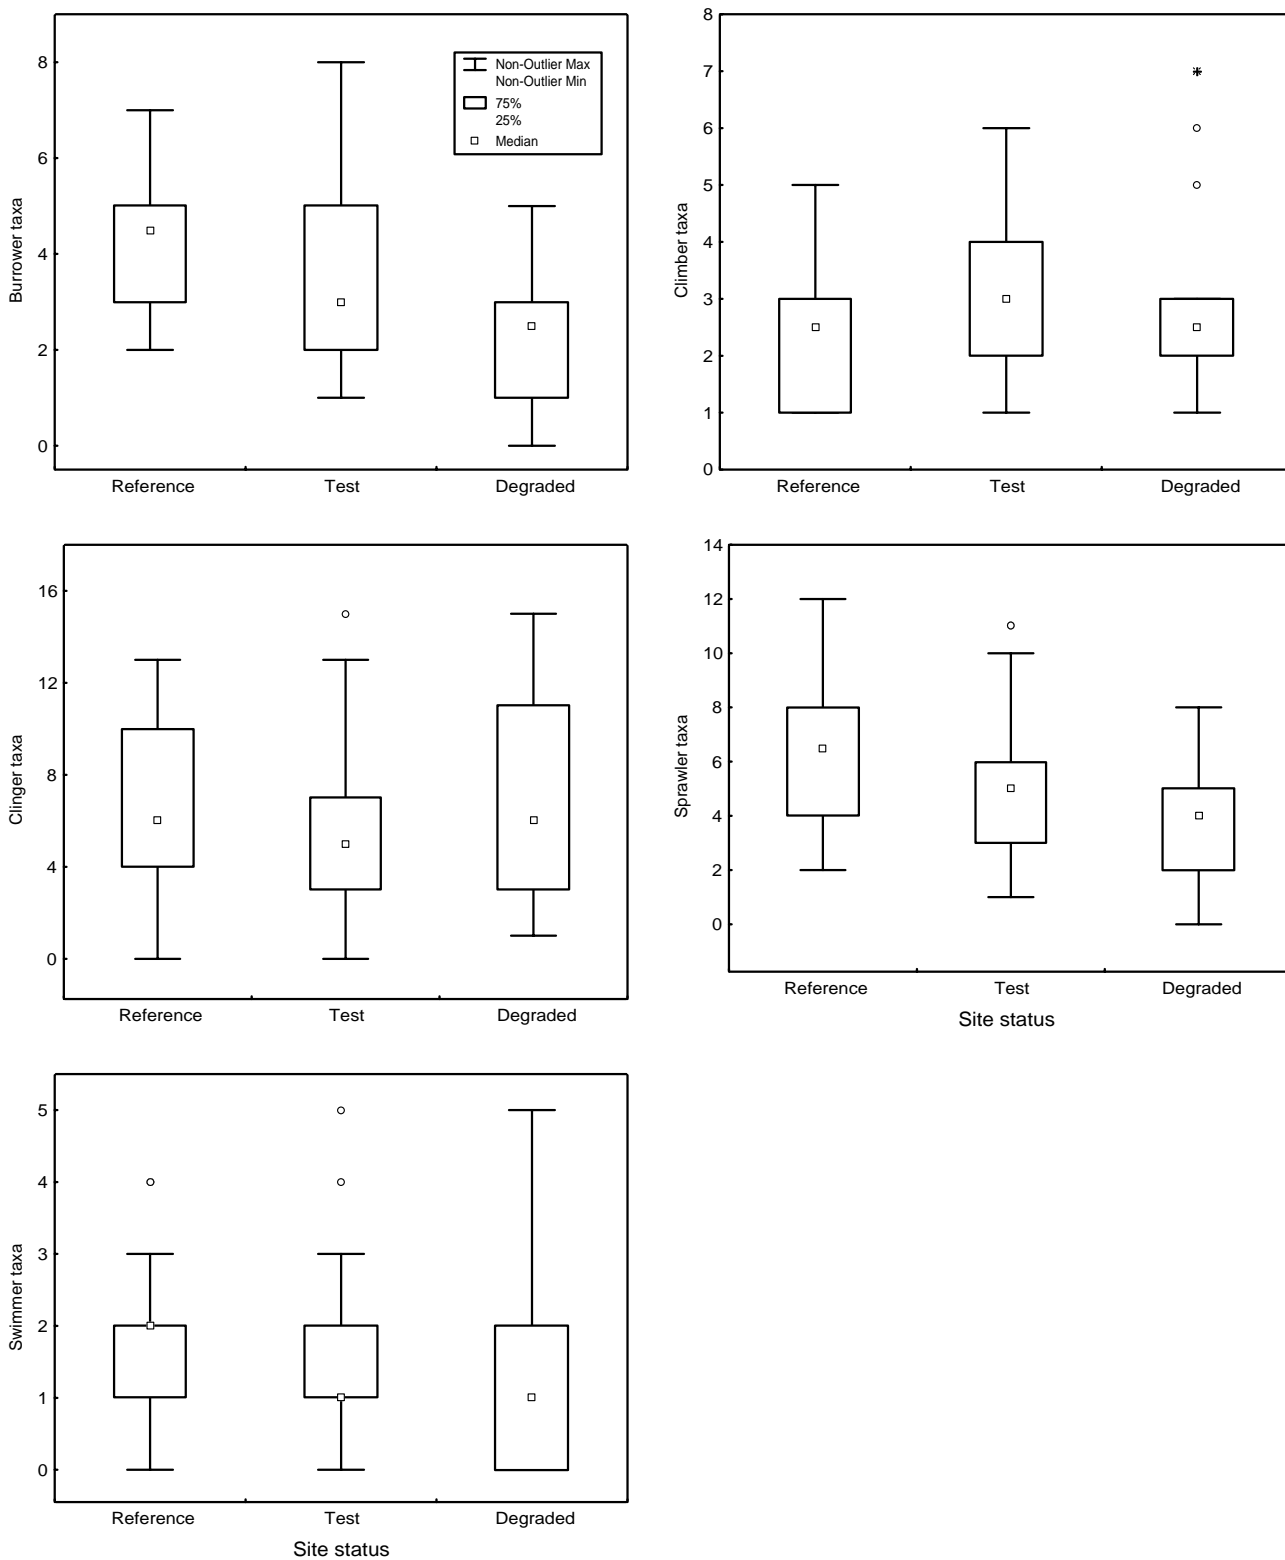 Burrower taxa
8
6
4
2
0
Non-Outlier Max
Non-Outlier Min
75%
25%
Median
Reference Test Degraded
Climber taxa
8
7
6
5
4
3
2
1
0
Reference Test Degraded
Clinger taxa
16
12
8
4
0
Reference Test Degraded
Sprawler taxa
14
12
10
8
6
4
2
0
Reference Test Degraded
Site status
Swimmer taxa
5
4
3
2
1
0
Reference Test Degraded
Site status